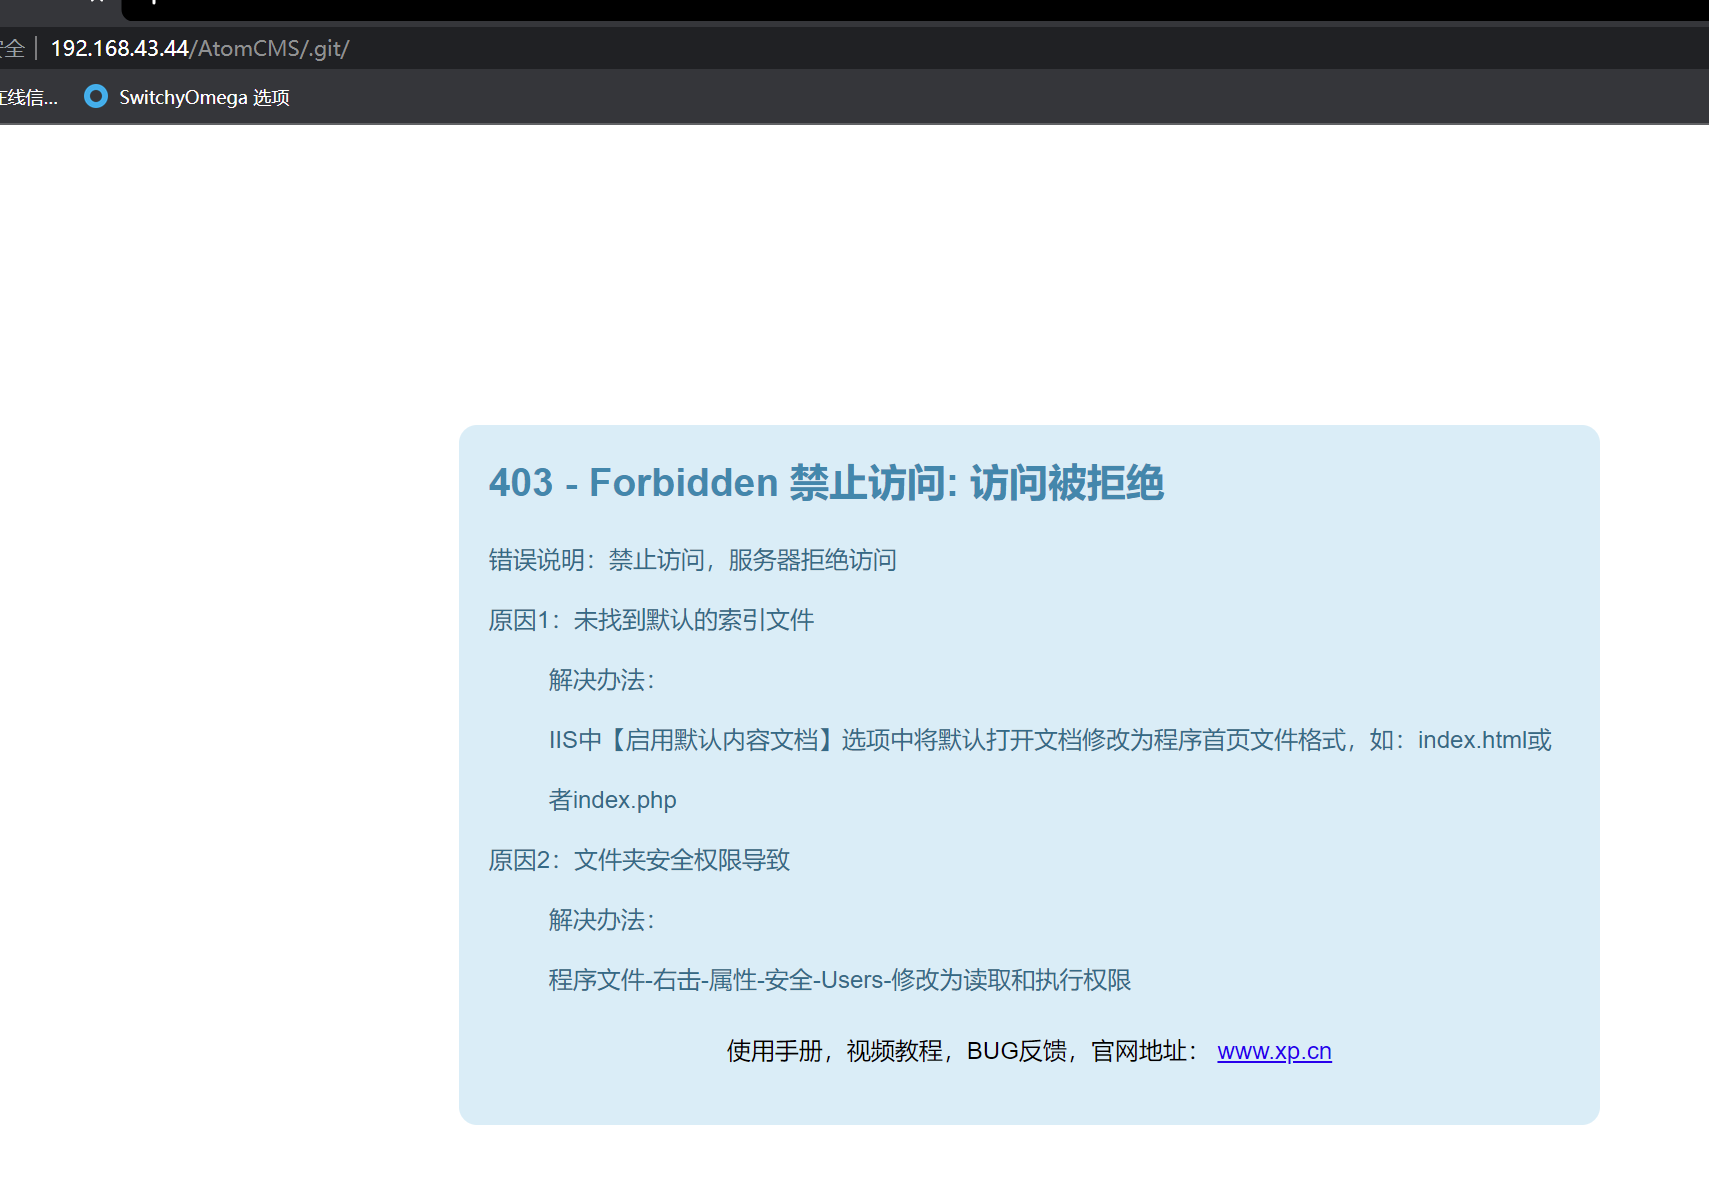 安全 | 192.168.43.44/AtomCMS/.git/
在线信... SwitchyOmega 选项
403 - Forbidden 禁止访问: 访问被拒绝
错误说明：禁止访问，服务器拒绝访问
原因1：未找到默认的索引文件
解决办法：
IIS中【启用默认内容文档】选项中将默认打开文档修改为程序首页文件格式，如：index.html或
者index.php
原因2：文件夹安全权限导致
解决办法：
程序文件-右击-属性-安全-Users-修改为读取和执行权限
使用手册，视频教程，BUG反馈，官网地址： www.xp.cn